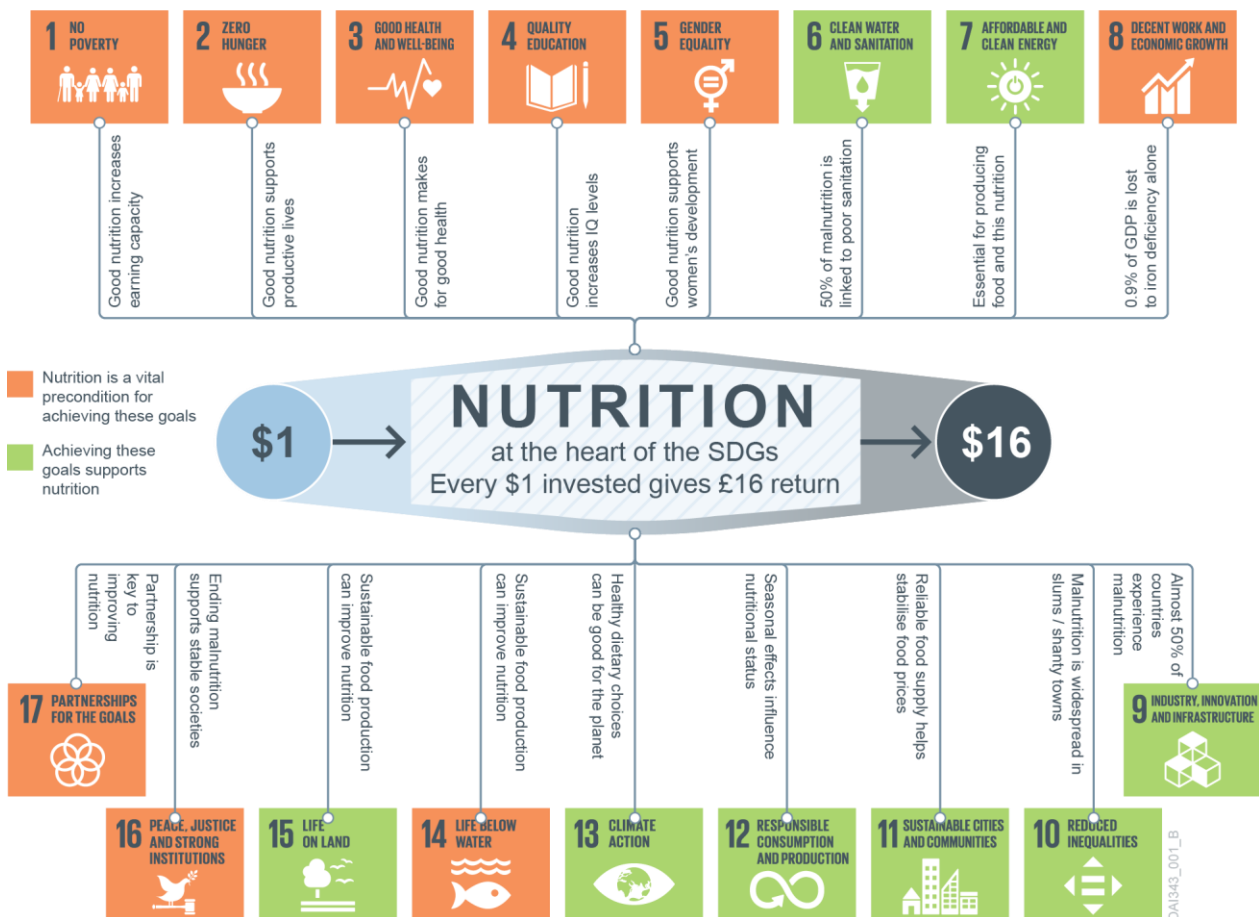 1 NO
POVERTY
2 ZERO
HUNGER
3 GOOD HEALTH
AND WELL-BEING
4 QUALITY
EDUCATION
5 GENDER
EQUALITY
6 CLEAN WATER
AND SANITATION
7 AFFORDABLE AND
CLEAN ENERGY
8 DECENT WORK AND
ECONOMIC GROWTH
Good nutrition increases
earning capacity
Good nutrition supports
productive lives
Good nutrition makes
for good health
Good nutrition
increases IQ levels
Good nutrition supports
women's development
50% of malnutrition is
linked to poor sanitation
Essential for producing
food and this nutrition
0.9% of GDP is lost
to iron deficiency alone
Nutrition is a vital
precondition for
achieving these goals
Achieving these
goals supports
nutrition
$1
NUTRITION
at the heart of the SDGs
Every $1 invested gives £16 return
$16
Partnership is
key to
improving
nutrition
Ending malnutrition
supports stable societies
Sustainable food production
can improve nutrition
Sustainable food production
can improve nutrition
Healthy dietary choices
can be good for the planet
Seasonal effects influence
nutritional status
Reliable food supply helps
stabilise food prices
Malnutrition is widespread in
slums / shanty towns
Almost 50% of
countries
experience
malnutrition
17 PARTNERSHIPS
FOR THE GOALS
9 INDUSTRY, INNOVATION
AND INFRASTRUCTURE
16 PEACE, JUSTICE
AND STRONG
INSTITUTIONS
15 LIFE
ON LAND
14 LIFE BELOW
WATER
13 CLIMATE
ACTION
12 RESPONSIBLE
CONSUMPTION
AND PRODUCTION
11 SUSTAINABLE CITIES
AND COMMUNITIES
10 REDUCED
INEQUALITIES
DAI343_001_B